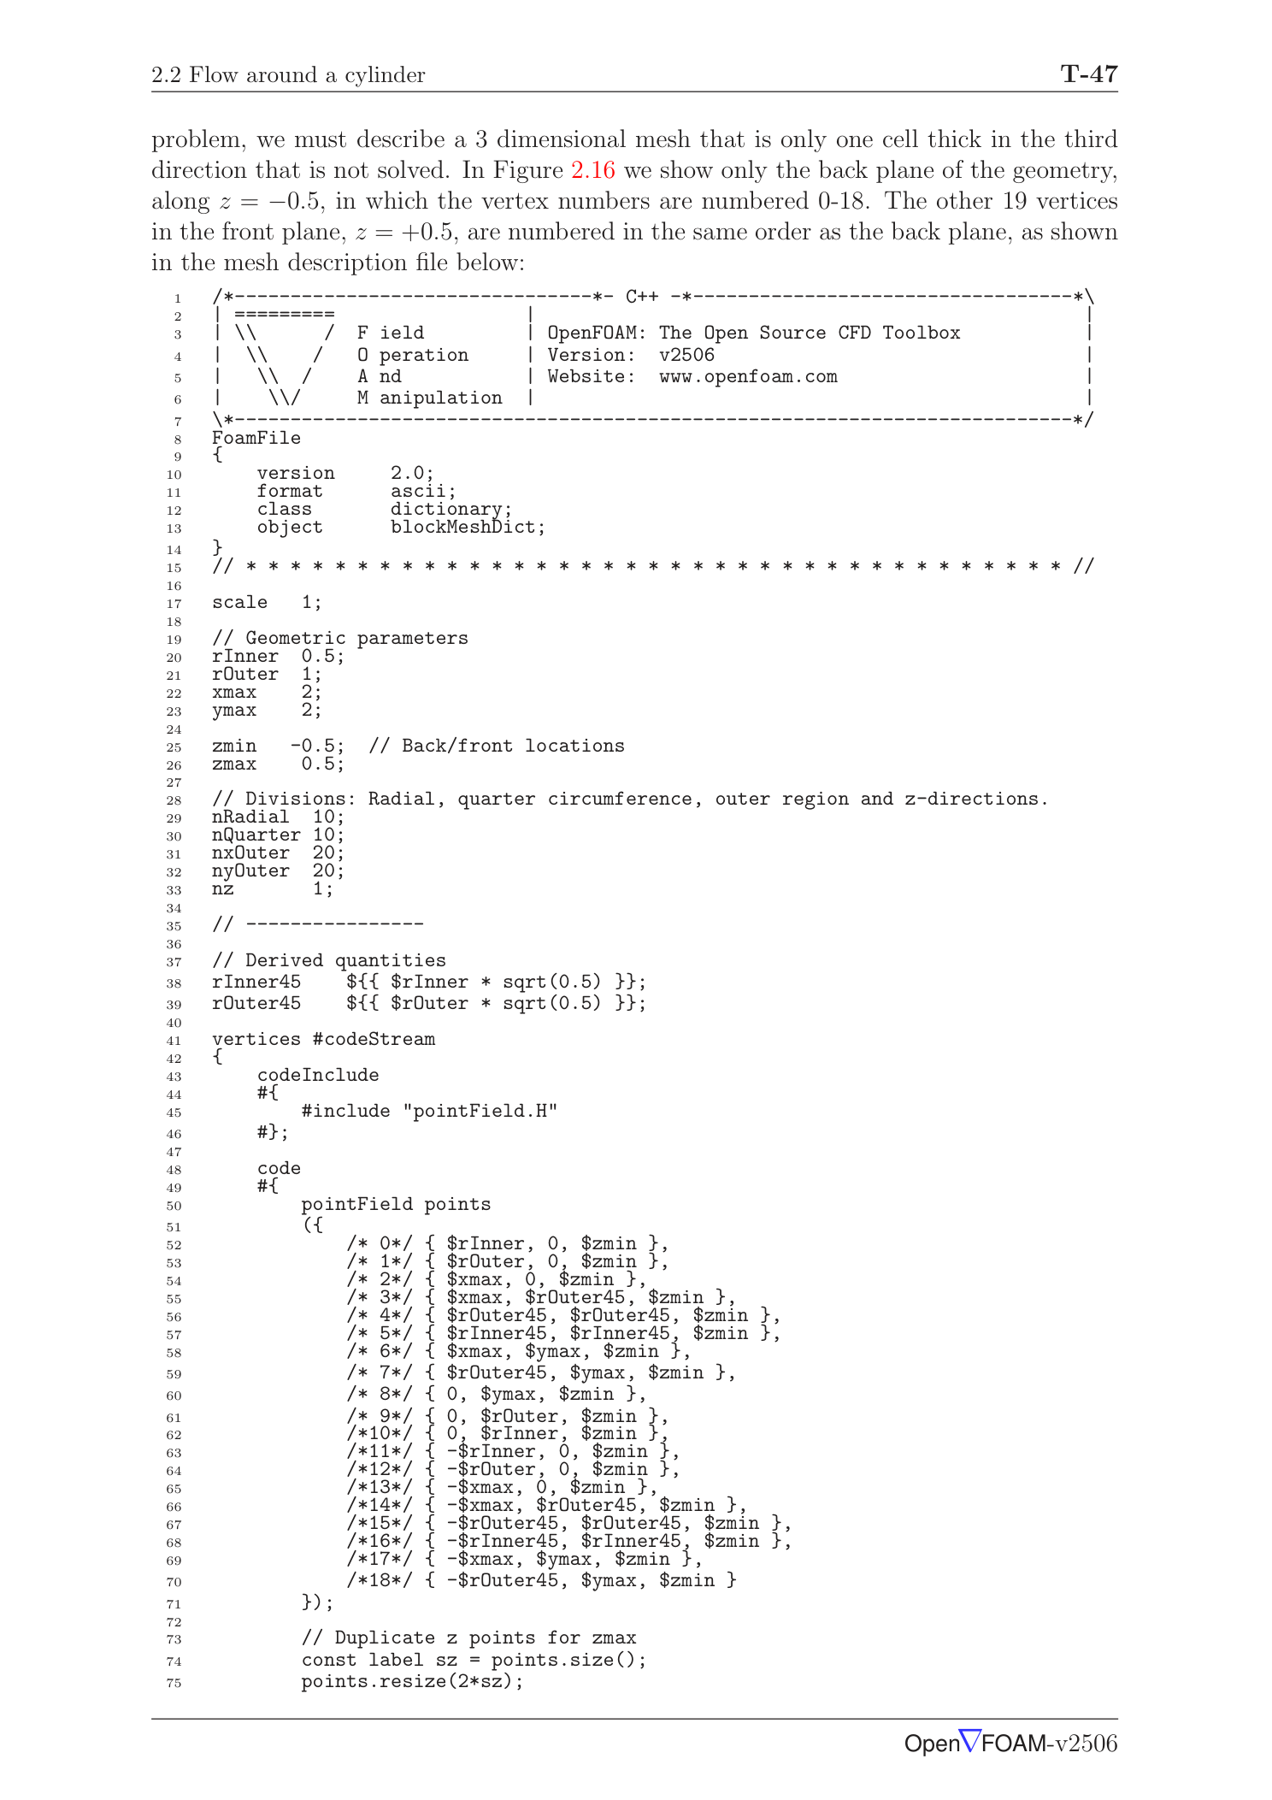 2.2 Flow around a cylinder T-47
problem, we must describe a 3 dimensional mesh that is only one cell thick in the third
direction that is not solved. In Figure 2.16 we show only the back plane of the geometry,
along z = −0.5, in which the vertex numbers are numbered 0-18. The other 19 vertices
in the front plane, z = +0.5, are numbered in the same order as the back plane, as shown
in the mesh description file below:
1 /*--------------------------------*- C++ -*----------------------------------*\
2 | =========                 |                                                 |
3 | \\      /  F ield         | OpenFOAM: The Open Source CFD Toolbox           |
4 |  \\    /   O peration     | Version:  v2506                                 |
5 |   \\  /    A nd           | Website:  www.openfoam.com                      |
6 |    \\/     M anipulation  |                                                 |
7 \*---------------------------------------------------------------------------*/
8 FoamFile
9 {
10     version     2.0;
11     format      ascii;
12     class       dictionary;
13     object      blockMeshDict;
14 }
15 // * * * * * * * * * * * * * * * * * * * * * * * * * * * * * * * * * * * * * //
16
17 scale   1;
18
19 // Geometric parameters
20 rInner  0.5;
21 rOuter  1;
22 xmax    2;
23 ymax    2;
24
25 zmin   -0.5;  // Back/front locations
26 zmax    0.5;
27
28 // Divisions: Radial, quarter circumference, outer region and z-directions.
29 nRadial  10;
30 nQuarter 10;
31 nxOuter  20;
32 nyOuter  20;
33 nz       1;
34
35 // ----------------
36
37 // Derived quantities
38 rInner45    ${{ $rInner * sqrt(0.5) }};
39 rOuter45    ${{ $rOuter * sqrt(0.5) }};
40
41 vertices #codeStream
42 {
43     codeInclude
44     #{
45         #include "pointField.H"
46     #};
47
48     code
49     #{
50         pointField points
51         ({
52             /* 0*/ { $rInner, 0, $zmin },
53             /* 1*/ { $rOuter, 0, $zmin },
54             /* 2*/ { $xmax, 0, $zmin },
55             /* 3*/ { $xmax, $rOuter45, $zmin },
56             /* 4*/ { $rOuter45, $rOuter45, $zmin },
57             /* 5*/ { $rInner45, $rInner45, $zmin },
58             /* 6*/ { $xmax, $ymax, $zmin },
59             /* 7*/ { $rOuter45, $ymax, $zmin },
60             /* 8*/ { 0, $ymax, $zmin },
61             /* 9*/ { 0, $rOuter, $zmin },
62             /*10*/ { 0, $rInner, $zmin },
63             /*11*/ { -$rInner, 0, $zmin },
64             /*12*/ { -$rOuter, 0, $zmin },
65             /*13*/ { -$xmax, 0, $zmin },
66             /*14*/ { -$xmax, $rOuter45, $zmin },
67             /*15*/ { -$rOuter45, $rOuter45, $zmin },
68             /*16*/ { -$rInner45, $rInner45, $zmin },
69             /*17*/ { -$xmax, $ymax, $zmin },
70             /*18*/ { -$rOuter45, $ymax, $zmin }
71         });
72
73         // Duplicate z points for zmax
74         const label sz = points.size();
75         points.resize(2*sz);
Open∇FOAM-v2506